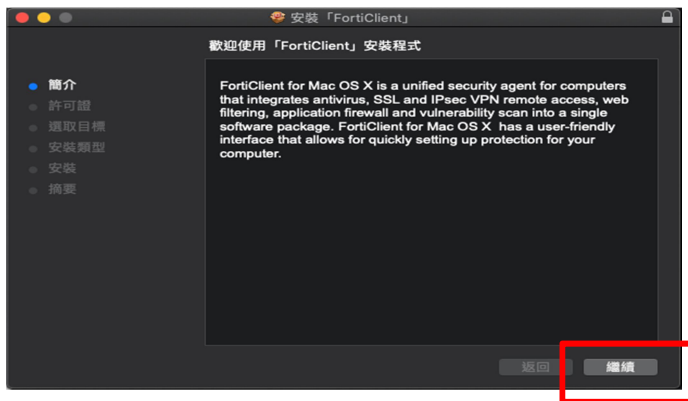 安裝「FortiClient」
歡迎使用「FortiClient」安裝程式
簡介
許可證
選取目標
安裝類型
安裝
摘要
FortiClient for Mac OS X is a unified security agent for computers
that integrates antivirus, SSL and IPsec VPN remote access, web
filtering, application firewall and vulnerability scan into a single
software package. FortiClient for Mac OS X  has a user-friendly
interface that allows for quickly setting up protection for your
computer.
返回
繼續